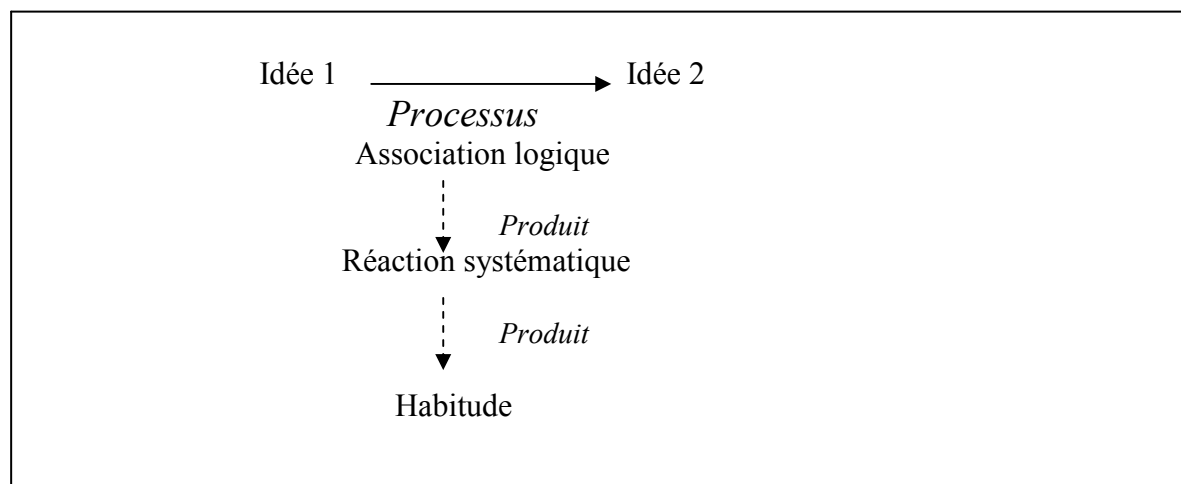 Idée 1 Idée 2
Processus
Association logique
Produit
Réaction systématique
Produit
Habitude